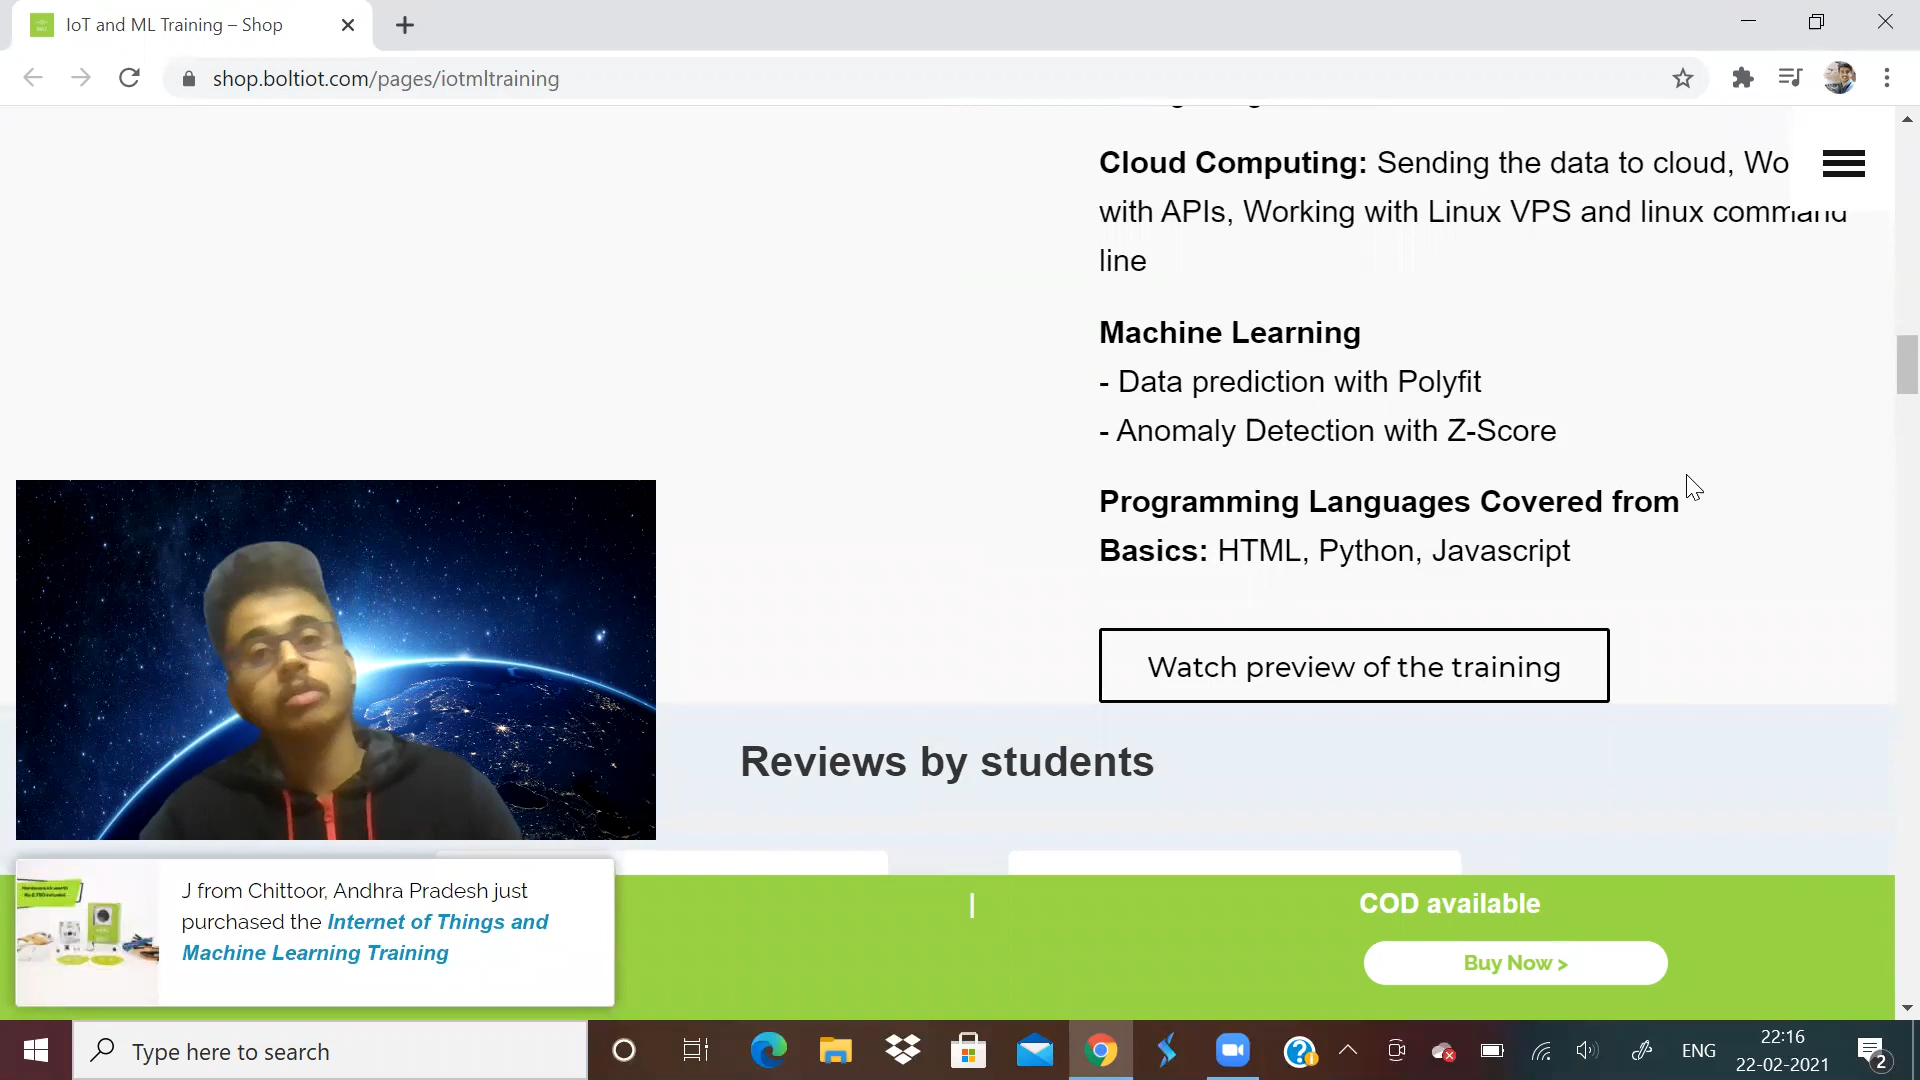 IoT and ML Training – Shop
shop.boltiot.com/pages/iotmltraining
Cloud Computing: Sending the data to cloud, Wo
with APIs, Working with Linux VPS and linux command
line
Machine Learning
- Data prediction with Polyfit
- Anomaly Detection with Z-Score
Programming Languages Covered from
Basics: HTML, Python, Javascript
Watch preview of the training
Reviews by students
J from Chittoor, Andhra Pradesh just
purchased the Internet of Things and
Machine Learning Training
|
COD available
Buy Now >
Type here to search
ENG
22:16
22-02-2021
2